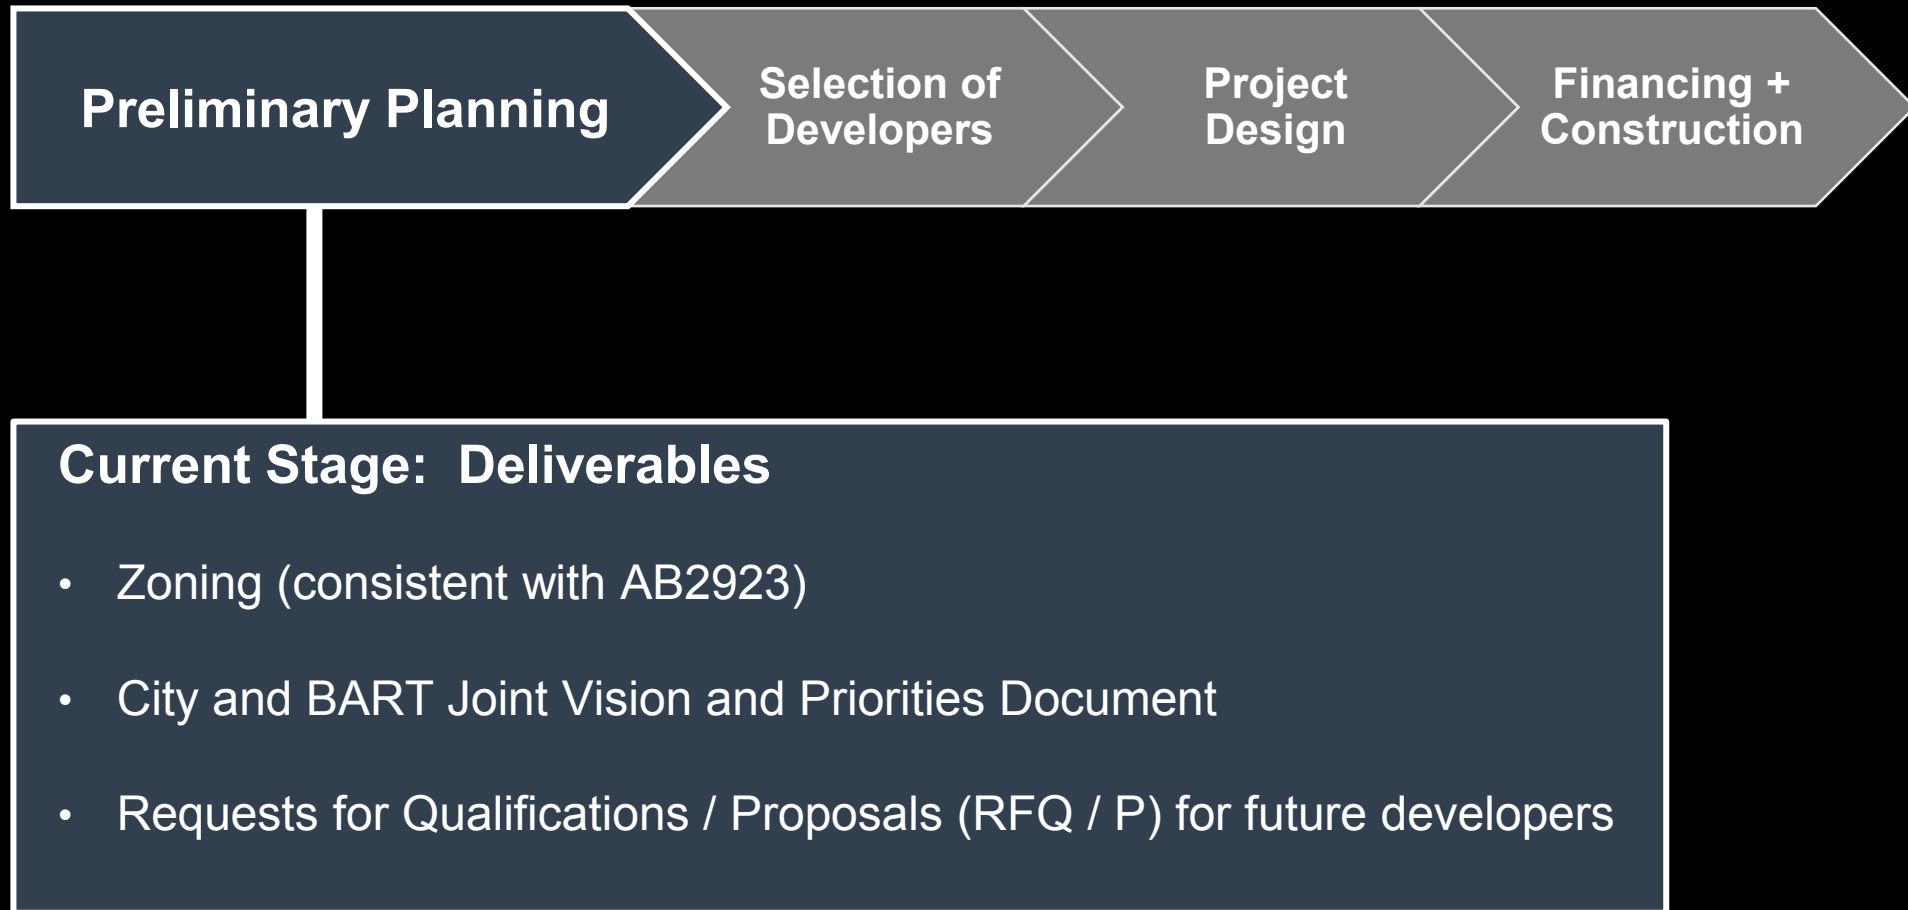 Preliminary Planning
Selection of
Developers
Project
Design
Financing +
Construction
Current Stage:  Deliverables
• Zoning (consistent with AB2923)
• City and BART Joint Vision and Priorities Document
• Requests for Qualifications / Proposals (RFQ / P) for future developers